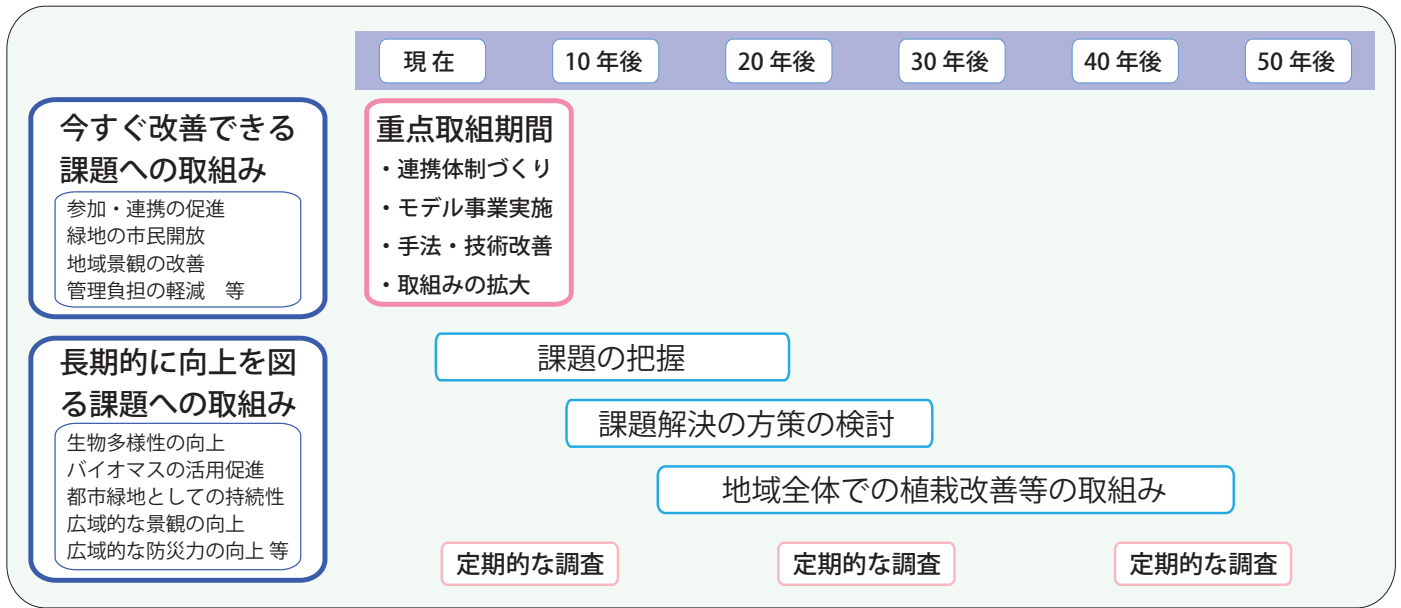 現 在
10 年後
20 年後
30 年後
40 年後
50 年後
今すぐ改善できる
課題への取組み
参加・連携の促進
緑地の市民開放
地域景観の改善
管理負担の軽減　等
重点取組期間
・連携体制づくり
・モデル事業実施
・手法・技術改善
・取組みの拡大
長期的に向上を図
る課題への取組み
生物多様性の向上
バイオマスの活用促進
都市緑地としての持続性
広域的な景観の向上
広域的な防災力の向上 等
課題の把握
課題解決の方策の検討
地域全体での植栽改善等の取組み
定期的な調査
定期的な調査
定期的な調査